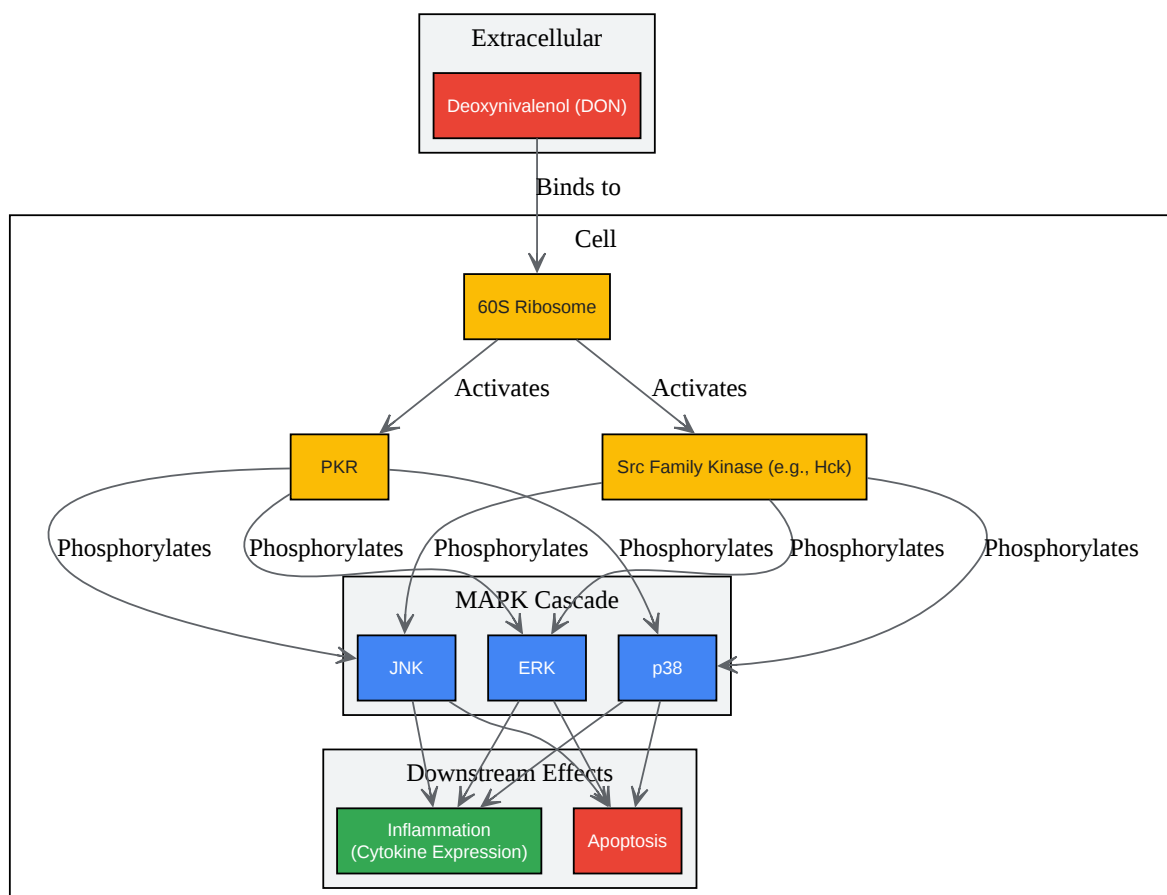 Extracellular
Deoxynivalenol (DON)
Binds to
Cell
60S Ribosome
Activates
Activates
PKR
Src Family Kinase (e.g., Hck)
Phosphorylates
Phosphorylates
Phosphorylates
Phosphorylates
Phosphorylates
Phosphorylates
MAPK Cascade
JNK
ERK
p38
Downstream Effects
Inflammation
(Cytokine Expression)
Apoptosis